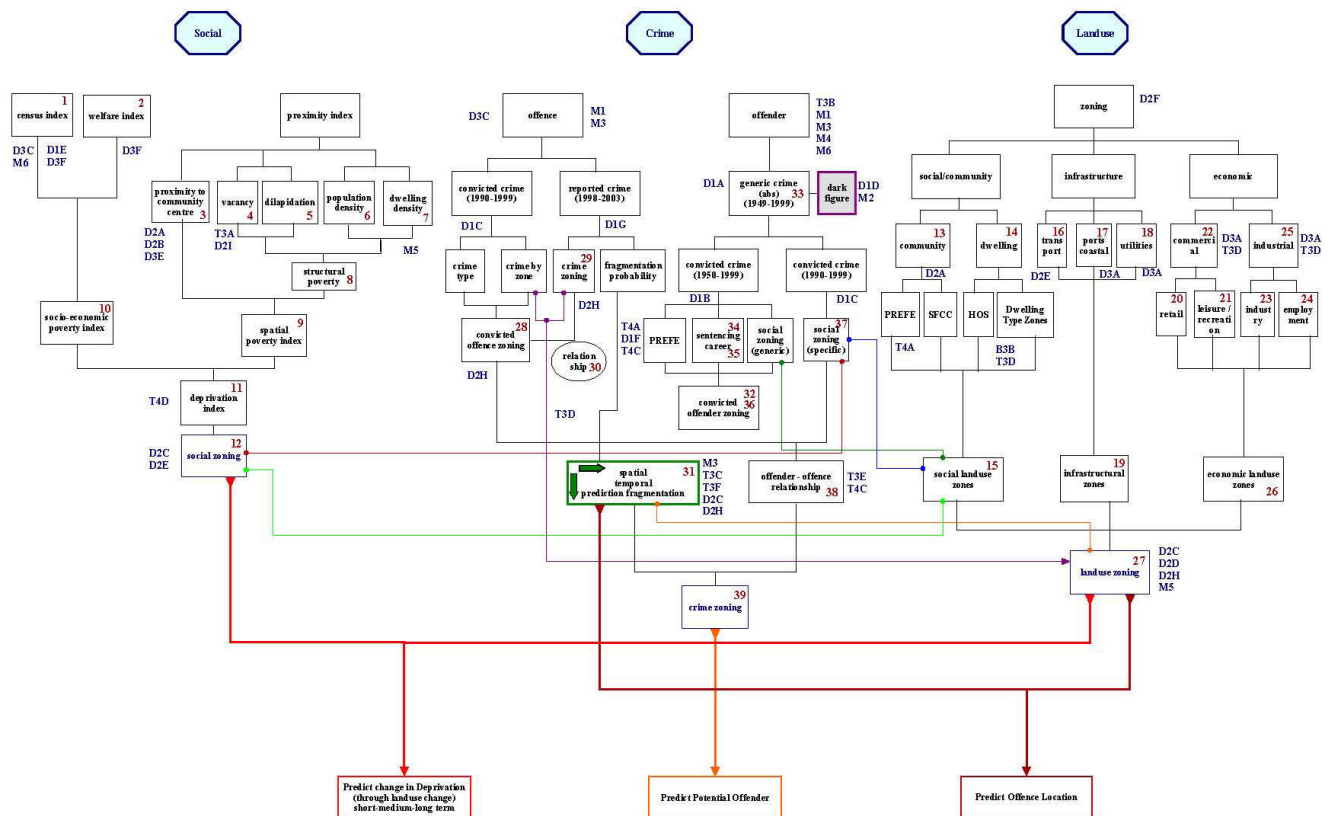 Social
Crime
Landuse
1
census index
2
welfare index
proximity index
D3C
offence
M1
M3
offender
T3B
M1
M3
M4
M6
zoning
D2F
D3C
M6
D1E
D3F
D3F
proximity to
community
centre 3
vacancy
4
dilapidation
5
population
density
6
dwelling
density
7
convicted crime
(1990-1999)
reported crime
(1998-2003)
D1A
generic crime
(abs) 33
(1949-1999)
dark
figure
D1D
M2
social/community
infrastructure
economic
D2A
D2B
D3E
T3A
D2I
M5
D1C
D1G
structural
poverty
8
crime
type
crime by
zone
29
crime
zoning
fragmentation
probability
convicted crime
(1950-1999)
convicted crime
(1990-1999)
13
community
14
dwelling
16
trans
port
17
ports
coastal
18
utilities
22
commerci
al
D3A
T3D
25
industrial
D3A
T3D
D2A
D2E
D3A
D3A
D2H
D1B
D1C
10
socio-economic
poverty index
9
spatial
poverty index
28
convicted
offence zoning
relation
ship 30
T4A
D1F
T4C
PREFE
34
sentencing
career
35
social
zoning
(generic)
37
social
zoning
(specific)
PREFE
SFCC
HOS
Dwelling
Type Zones
20
retail
21
leisure /
recreati
on
23
indust
ry
24
employ
ment
T4A
B3B
T3D
D2H
T4D
11
deprivation
index
T3D
32
convicted 36
offender zoning
D2C
D2E
12
social zoning
31
spatial
temporal
prediction fragmentation
M3
T3C
T3F
D2C
D2H
offender - offence
relationship 38
T3E
T4C
15
social landuse
zones
19
infrastructural
zones
economic landuse
zones
26
27
landuse zoning
D2C
D2D
D2H
M5
39
crime zoning
Predict change in Deprivation
(through landuse change)
short-medium-long term
Predict Potential Offender
Predict Offence Location